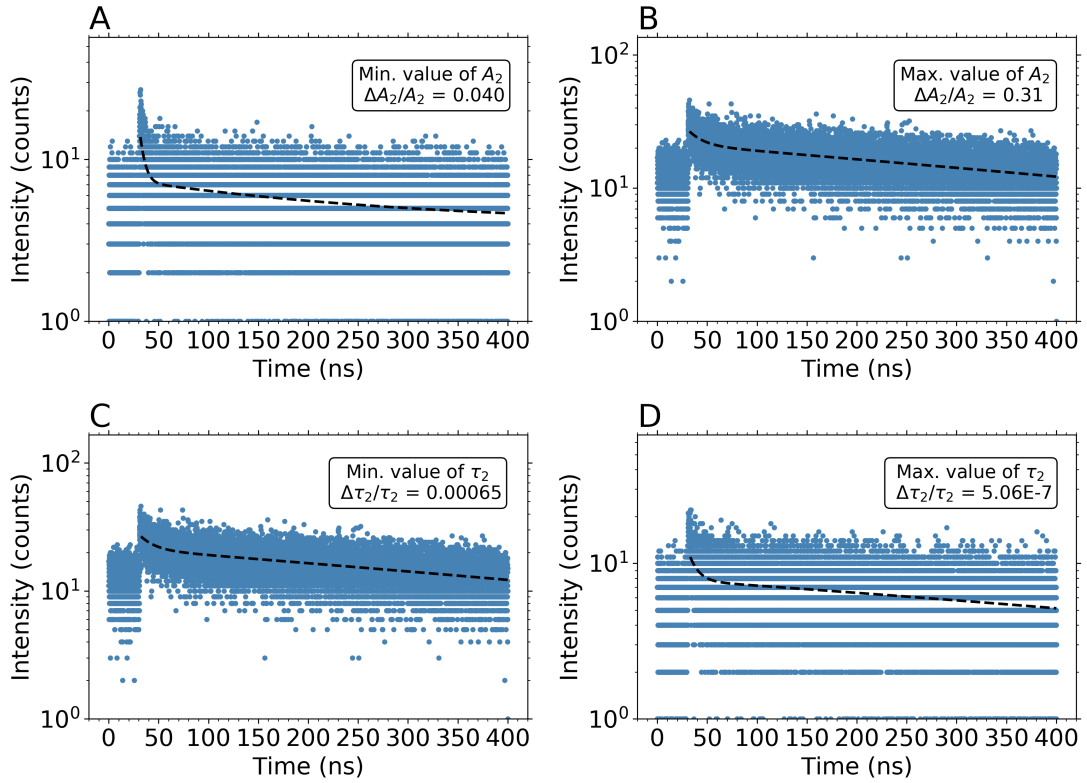 A
Min. value of A₂
ΔA₂/A₂ = 0.040
Intensity (counts)
10¹
10⁰
0 50 100 150 200 250 300 350 400
Time (ns)
B
Max. value of A₂
ΔA₂/A₂ = 0.31
Intensity (counts)
10²
10¹
10⁰
0 50 100 150 200 250 300 350 400
Time (ns)
C
Min. value of τ₂
Δτ₂/τ₂ = 0.00065
Intensity (counts)
10²
10¹
10⁰
0 50 100 150 200 250 300 350 400
Time (ns)
D
Max. value of τ₂
Δτ₂/τ₂ = 5.06E-7
Intensity (counts)
10¹
10⁰
0 50 100 150 200 250 300 350 400
Time (ns)